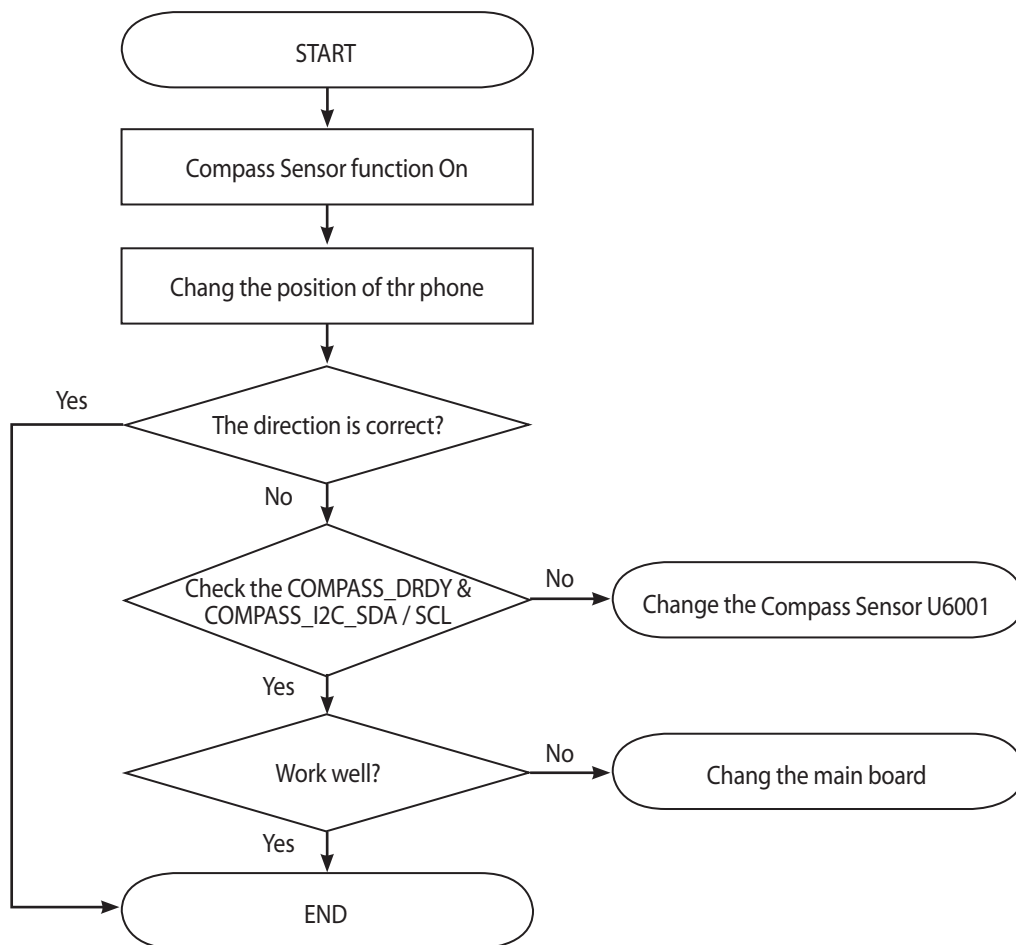 START
Compass Sensor function On
Chang the position of thr phone
Yes
The direction is correct?
No
Check the COMPASS_DRDY &
COMPASS_I2C_SDA / SCL
No
Change the Compass Sensor U6001
Yes
Work well?
No
Chang the main board
Yes
END